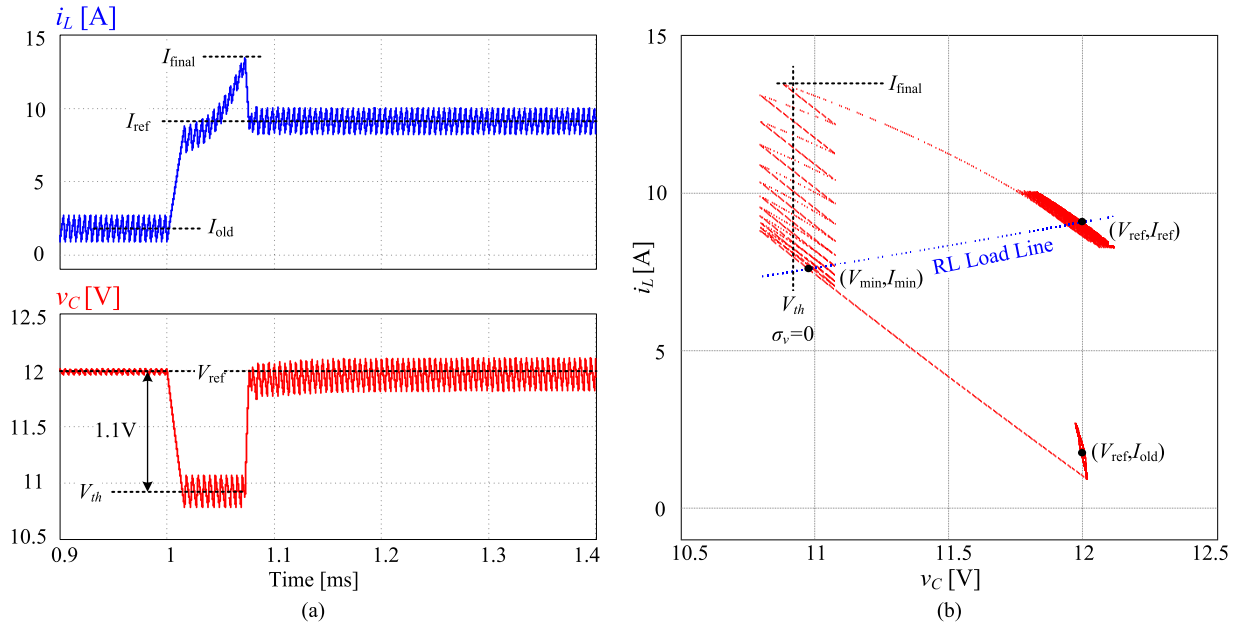 i_L [A]
15
10
5
0
I_final
I_ref
I_old
v_C [V]
12.5
12
11.5
11
10.5
V_ref
1.1V
V_th
0.9
1
1.1
1.2
1.3
1.4
Time [ms]
(a)
15
10
5
0
i_L [A]
I_final
(V_ref,I_ref)
RL Load Line
(V_min,I_min)
V_th
σ_v=0
(V_ref,I_old)
10.5
11
11.5
12
12.5
v_C [V]
(b)